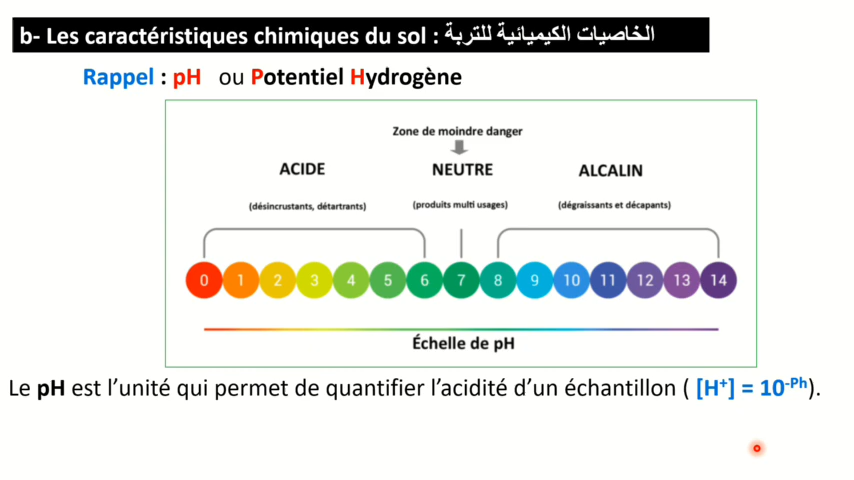 b- Les caractéristiques chimiques du sol : الخاصيات الكيميائية للتربة
Rappel : pH ou Potentiel Hydrogène
Zone de moindre danger
ACIDE NEUTRE ALCALIN
(désincrustants, détartrants) (produits multi usages) (dégraissants et décapants)
0 1 2 3 4 5 6 7 8 9 10 11 12 13 14
Échelle de pH
Le pH est l’unité qui permet de quantifier l’acidité d’un échantillon ( [H⁺] = 10⁻ᴾʰ).